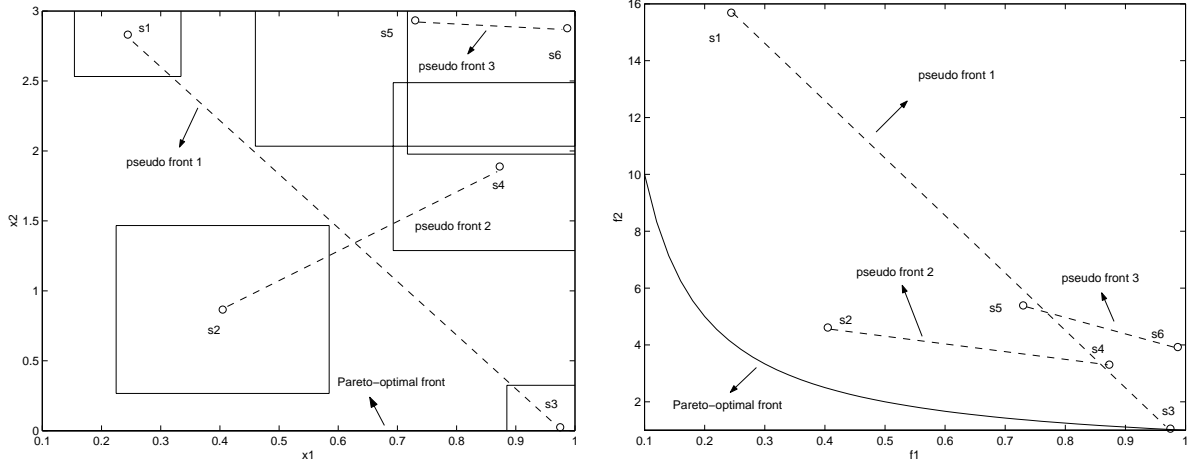 3
2.5
2
1.5
1
0.5
0
x2
s1
s5
s6
pseudo front 3
pseudo front 1
s4
pseudo front 2
s2
Pareto−optimal front
s3
0.1 0.2 0.3 0.4 0.5 0.6 0.7 0.8 0.9 1
x1
16
14
12
10
8
6
4
2
f2
s1
pseudo front 1
pseudo front 2
pseudo front 3
s5
s2
s6
s4
Pareto−optimal front
s3
0.1 0.2 0.3 0.4 0.5 0.6 0.7 0.8 0.9 1
f1